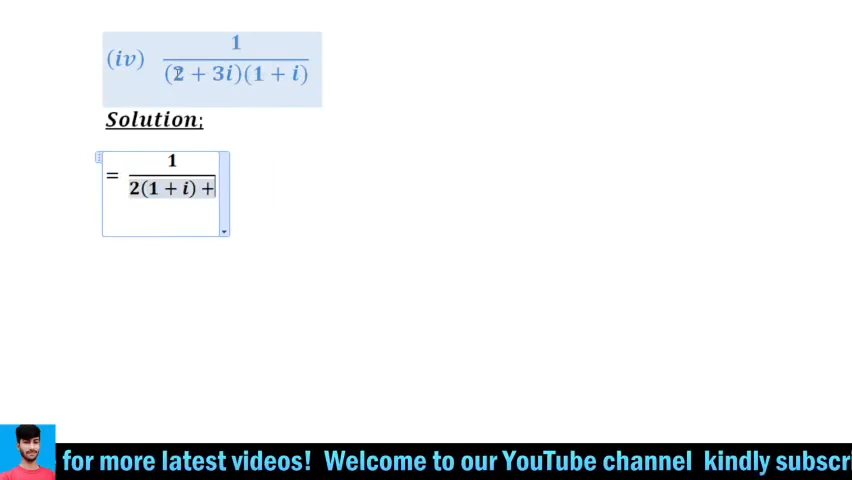 (iv) 1/((2 + 3i)(1 + i))
Solution;
= 1/(2(1 + i) +
for more latest videos! Welcome to our YouTube channel kindly subscri